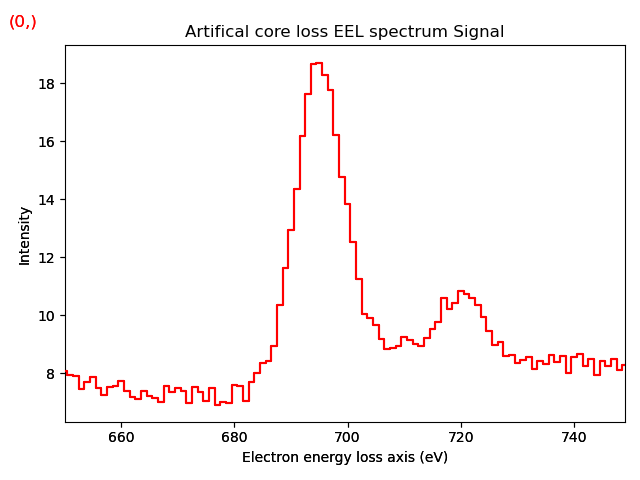 (0,)
Artifical core loss EEL spectrum Signal
18
16
14
12
10
8
Intensity
660 680 700 720 740
Electron energy loss axis (eV)